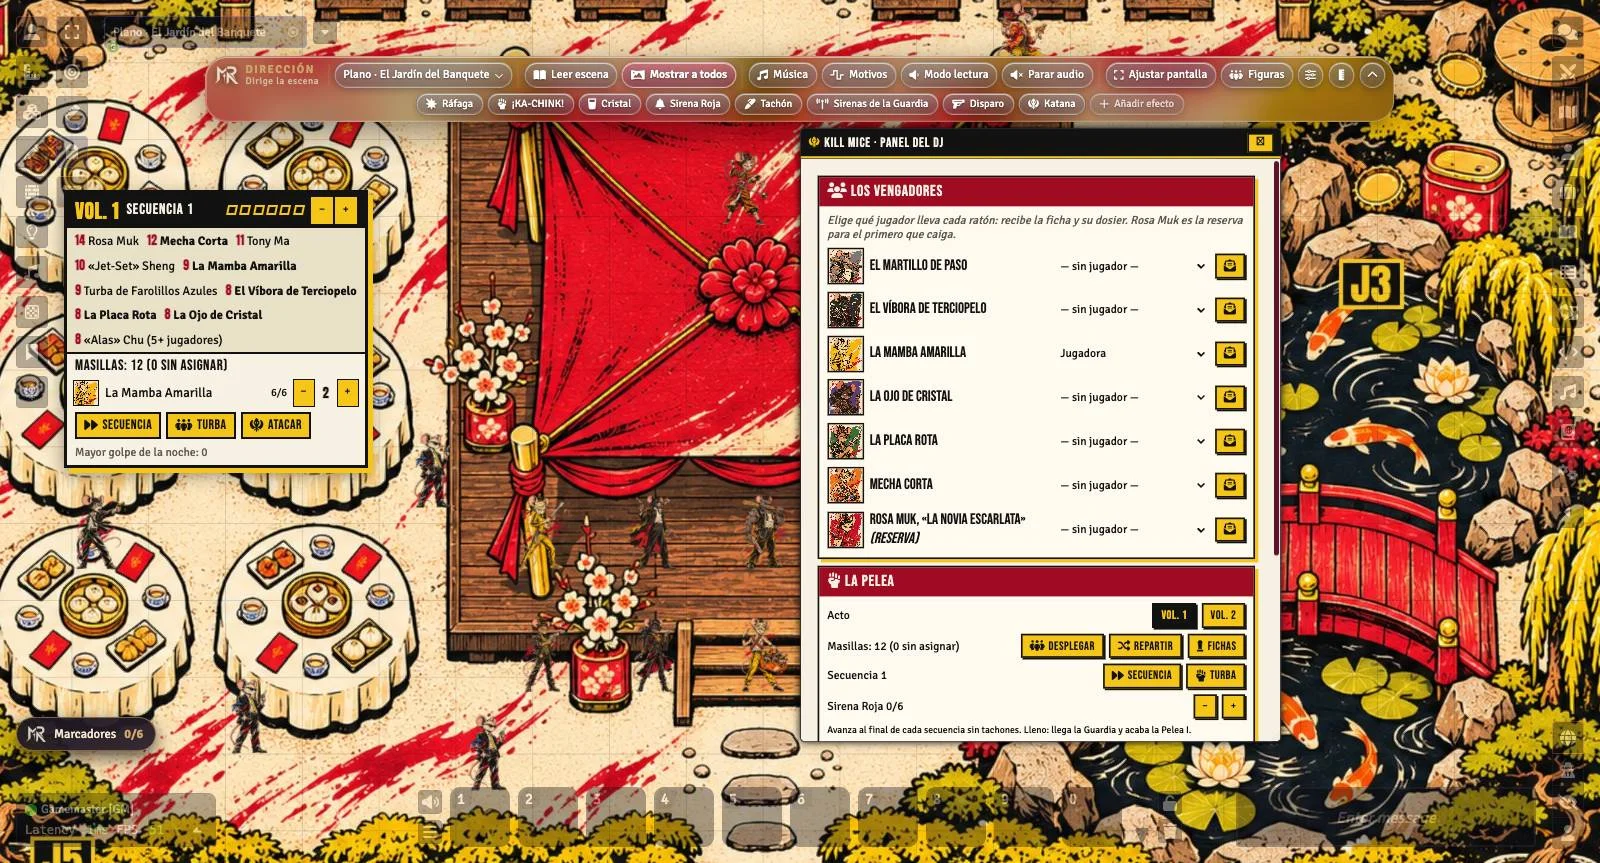 Plano · El Jardín del Banquete
DIRECCIÓN
Dirige la escena
Plano · El Jardín del Banquete
Leer escena
Mostrar a todos
Música
Motivos
Modo lectura
Parar audio
Ajustar pantalla
Figuras
Ráfaga
¡KA-CHINK!
Cristal
Sirena Roja
Tachón
Sirenas de la Guardia
Disparo
Katana
+ Añadir efecto
VOL. 1 SECUENCIA 1
− +
14 Rosa Muk 12 Mecha Corta 11 Tony Ma
10 «Jet-Set» Sheng 9 La Mamba Amarilla
9 Turba de Farolillos Azules 8 El Víbora de Terciopelo
8 La Placa Rota 8 La Ojo de Cristal
8 «Alas» Chu (5+ jugadores)
MASILLAS: 12 (0 SIN ASIGNAR)
La Mamba Amarilla 6/6 − 2 +
SECUENCIA TURBA ATACAR
Mayor golpe de la noche: 0
KILL MICE · PANEL DEL DJ
LOS VENGADORES
Elige qué jugador lleva cada ratón: recibe la ficha y su dosier. Rosa Muk es la reserva
para el primero que caiga.
EL MARTILLO DE PASO — sin jugador —
EL VÍBORA DE TERCIOPELO — sin jugador —
LA MAMBA AMARILLA Jugadora
LA OJO DE CRISTAL — sin jugador —
LA PLACA ROTA — sin jugador —
MECHA CORTA — sin jugador —
ROSA MUK, «LA NOVIA ESCARLATA»
(RESERVA) — sin jugador —
LA PELEA
Acto VOL. 1 VOL. 2
Masillas: 12 (0 sin asignar) DESPLEGAR REPARTIR FICHAS
Secuencia 1 SECUENCIA TURBA
Sirena Roja 0/6 − +
Avanza al final de cada secuencia sin tachones. Lleno: llega la Guardia y acaba la Pelea I.
J3
Marcadores 0/6
Gamemaster [GM]
Latency FPS 51
1 2 3 4 5 6 7 8 9 0
Enter message
J5